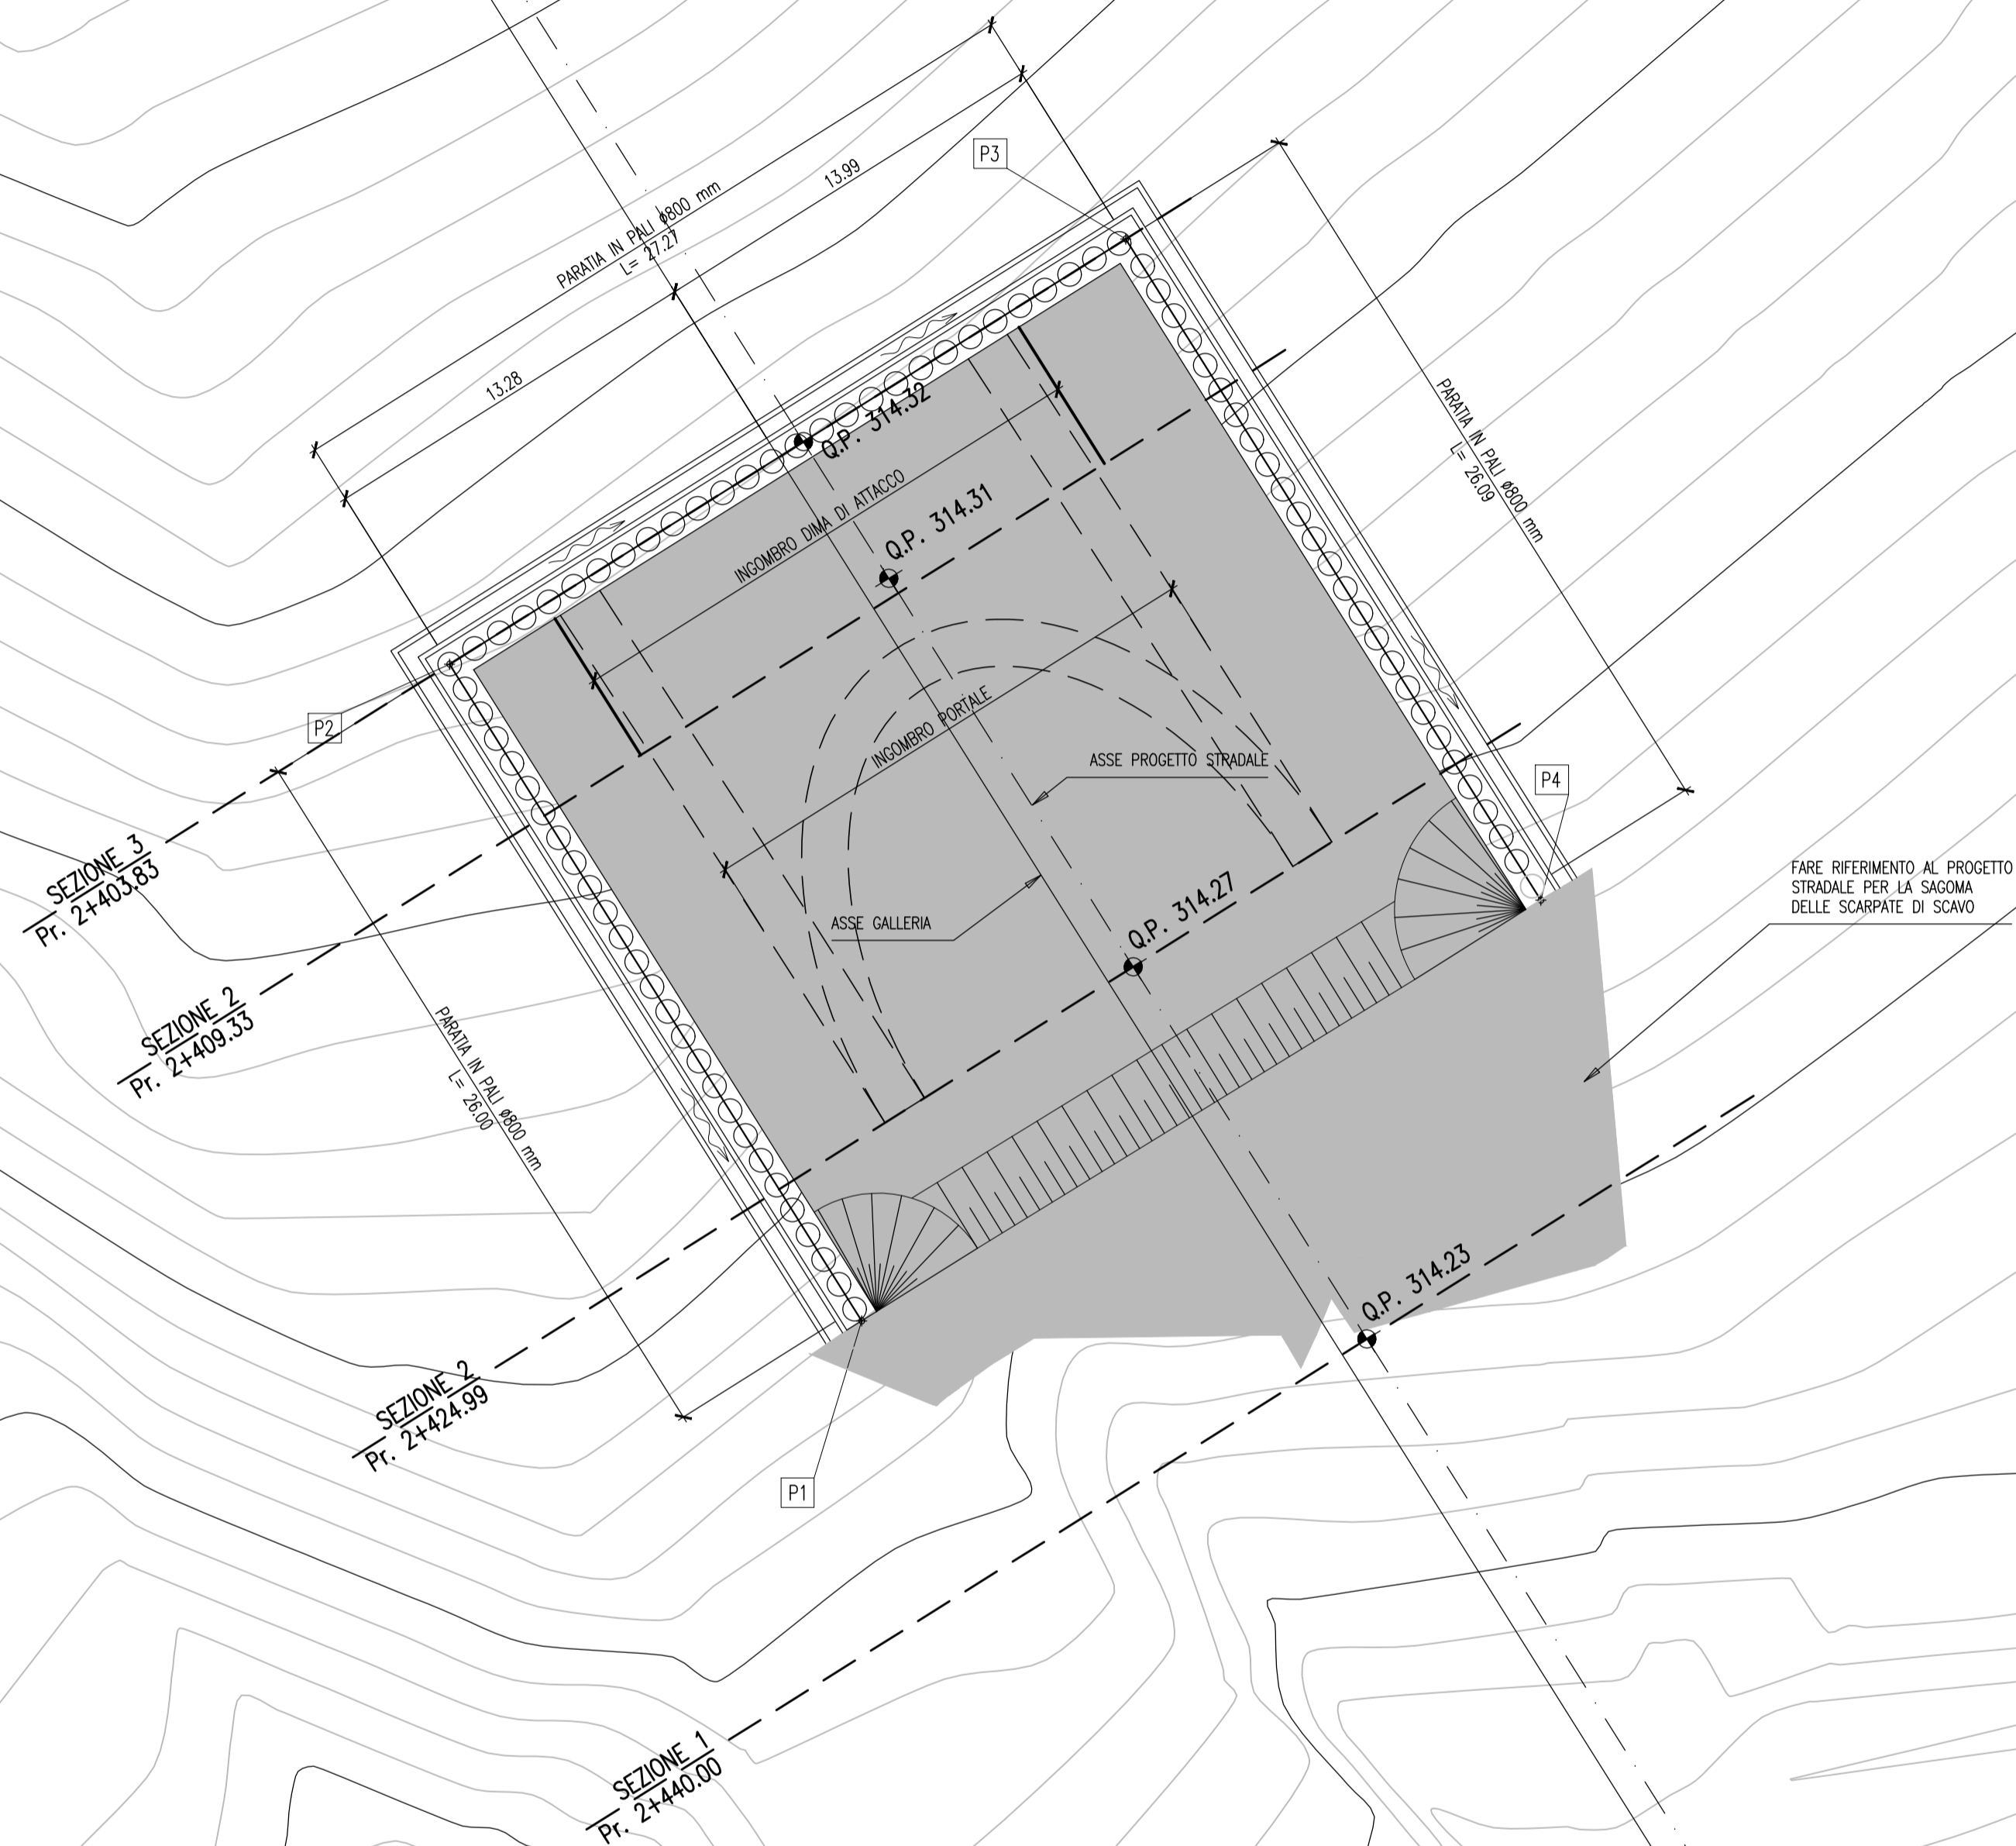 P3
13.99
PARATIA IN PALI ø800 mm
L= 27.27
13.28
Q.P. 314.32
PARATIA IN PALI ø800 mm
L= 26.09
INGOMBRO DIMA DI ATTACCO
Q.P. 314.31
P2
INGOMBRO PORTALE
ASSE PROGETTO STRADALE
P4
SEZIONE 3
Pr. 2+403.83
FARE RIFERIMENTO AL PROGETTO
STRADALE PER LA SAGOMA
DELLE SCARPATE DI SCAVO
ASSE GALLERIA
Q.P. 314.27
SEZIONE 2
Pr. 2+409.33
PARATIA IN PALI ø800 mm
L= 26.00
Q.P. 314.23
SEZIONE 2
Pr. 2+424.99
P1
SEZIONE 1
Pr. 2+440.00